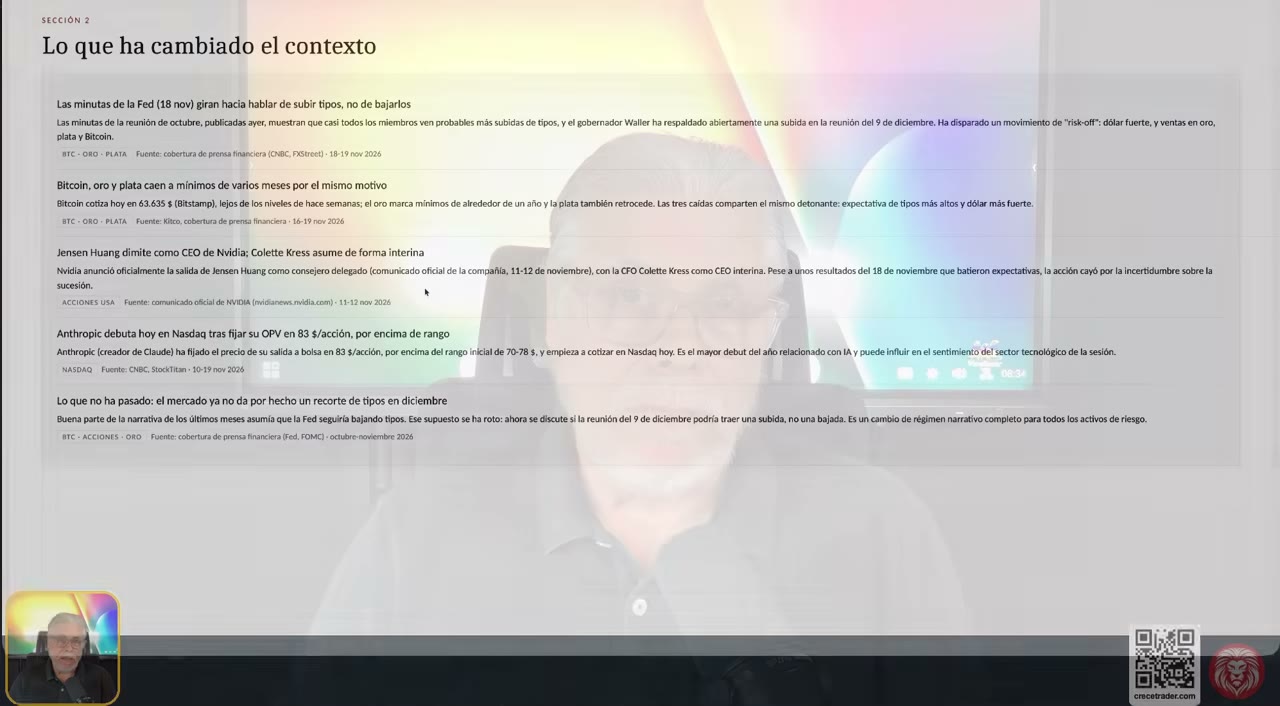 SECCIÓN 2
Lo que ha cambiado el contexto
Las minutas de la Fed (18 nov) giran hacia hablar de subir tipos, no de bajarlos
Las minutas de la reunión de octubre, publicadas ayer, muestran que casi todos los miembros ven probables más subidas de tipos, y el gobernador Waller ha respaldado abiertamente una subida en la reunión del 9 de diciembre. Ha disparado un movimiento de "risk-off": dólar fuerte, y ventas en oro,
plata y Bitcoin.
BTC · ORO · PLATA Fuente: cobertura de prensa financiera (CNBC, FXStreet) · 18-19 nov 2026
Bitcoin, oro y plata caen a mínimos de varios meses por el mismo motivo
Bitcoin cotiza hoy en 63.635 $ (Bitstamp), lejos de los niveles de hace semanas; el oro marca mínimos de alrededor de un año y la plata también retrocede. Las tres caídas comparten el mismo detonante: expectativa de tipos más altos y dólar más fuerte.
BTC · ORO · PLATA Fuente: Kitco, cobertura de prensa financiera · 16-19 nov 2026
Jensen Huang dimite como CEO de Nvidia; Colette Kress asume de forma interina
Nvidia anunció oficialmente la salida de Jensen Huang como consejero delegado (comunicado oficial de la compañía, 11-12 de noviembre), con la CFO Colette Kress como CEO interina. Pese a unos resultados del 18 de noviembre que batieron expectativas, la acción cayó por la incertidumbre sobre la
sucesión.
ACCIONES USA Fuente: comunicado oficial de NVIDIA (nvidianews.nvidia.com) · 11-12 nov 2026
Anthropic debuta hoy en Nasdaq tras fijar su OPV en 83 $/acción, por encima de rango
Anthropic (creador de Claude) ha fijado el precio de su salida a bolsa en 83 $/acción, por encima del rango inicial de 70-78 $, y empieza a cotizar en Nasdaq hoy. Es el mayor debut del año relacionado con IA y puede influir en el sentimiento del sector tecnológico de la sesión.
NASDAQ Fuente: CNBC, StockTitan · 10-19 nov 2026
08:34
Lo que no ha pasado: el mercado ya no da por hecho un recorte de tipos en diciembre
Buena parte de la narrativa de los últimos meses asumía que la Fed seguiría bajando tipos. Ese supuesto se ha roto: ahora se discute si la reunión del 9 de diciembre podría traer una subida, no una bajada. Es un cambio de régimen narrativo completo para todos los activos de riesgo.
BTC · ACCIONES · ORO Fuente: cobertura de prensa financiera (Fed, FOMC) · octubre-noviembre 2026
crecetrader.com